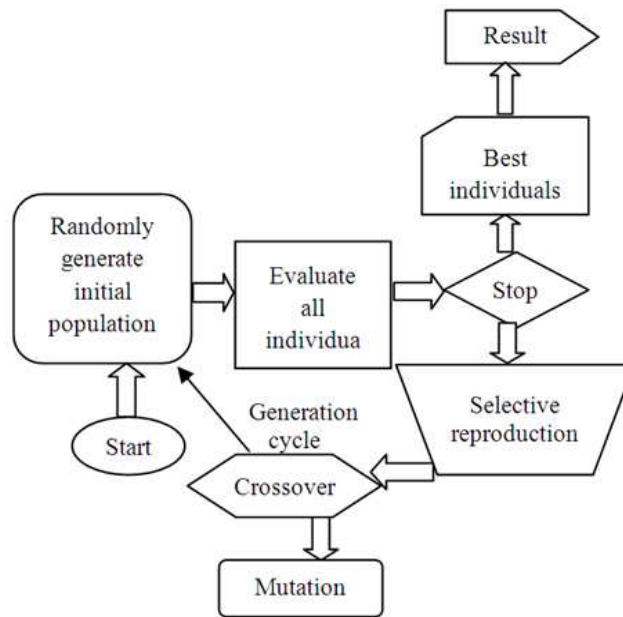 Result
Best
individuals
Randomly
generate
initial
population
Evaluate
all
individua
Stop
Selective
reproduction
Generation
cycle
Start
Crossover
Mutation